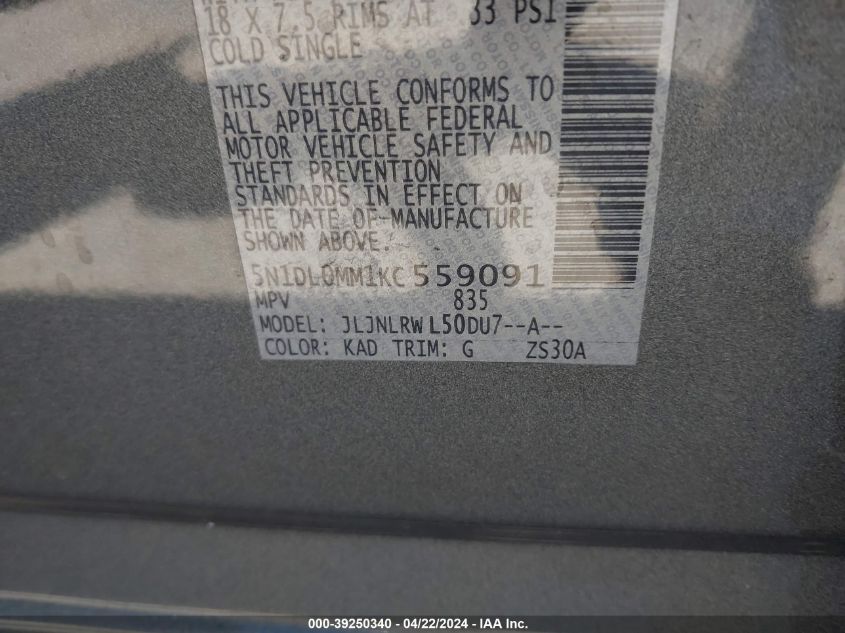 18 X 7.5 RIMS AT 33 PSI
COLD SINGLE
THIS VEHICLE CONFORMS TO
ALL APPLICABLE FEDERAL
MOTOR VEHICLE SAFETY AND
THEFT PREVENTION
STANDARDS IN EFFECT ON
THE DATE OF MANUFACTURE
SHOWN ABOVE.
5N1DL0MM1KC559091
MPV 835
MODEL: JLJNLRWL50DU7--A--
COLOR: KAD TRIM: G ZS30A
000-39250340 - 04/22/2024 - IAA Inc.